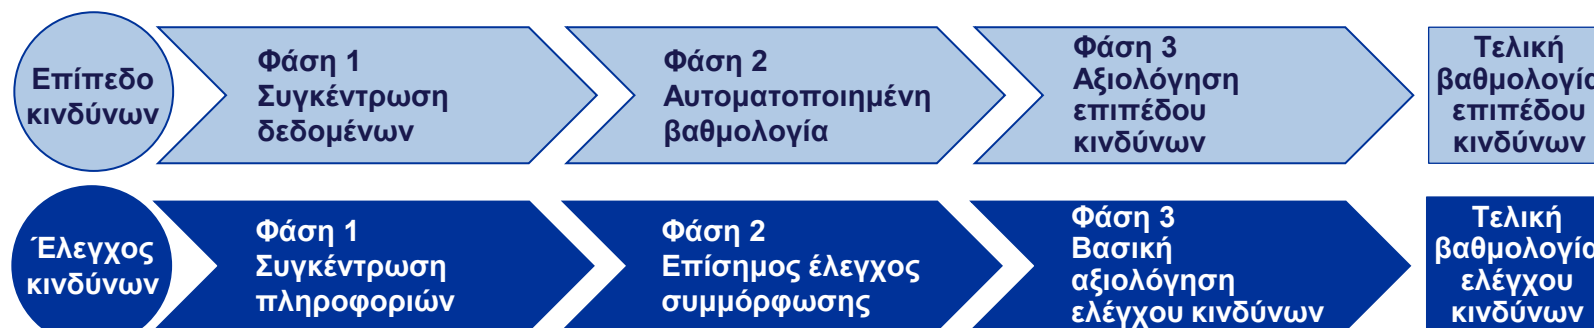 Επίπεδο
κινδύνων
Φάση 1
Συγκέντρωση
δεδομένων
Φάση 2
Αυτοματοποιημένη
βαθμολογία
Φάση 3
Αξιολόγηση
επιπέδου
κινδύνων
Τελική
βαθμολογία
επιπέδου
κινδύνων
Έλεγχος
κινδύνων
Φάση 1
Συγκέντρωση
πληροφοριών
Φάση 2
Επίσημος έλεγχος
συμμόρφωσης
Φάση 3
Βασική
αξιολόγηση
ελέγχου κινδύνων
Τελική
βαθμολογία
ελέγχου
κινδύνων